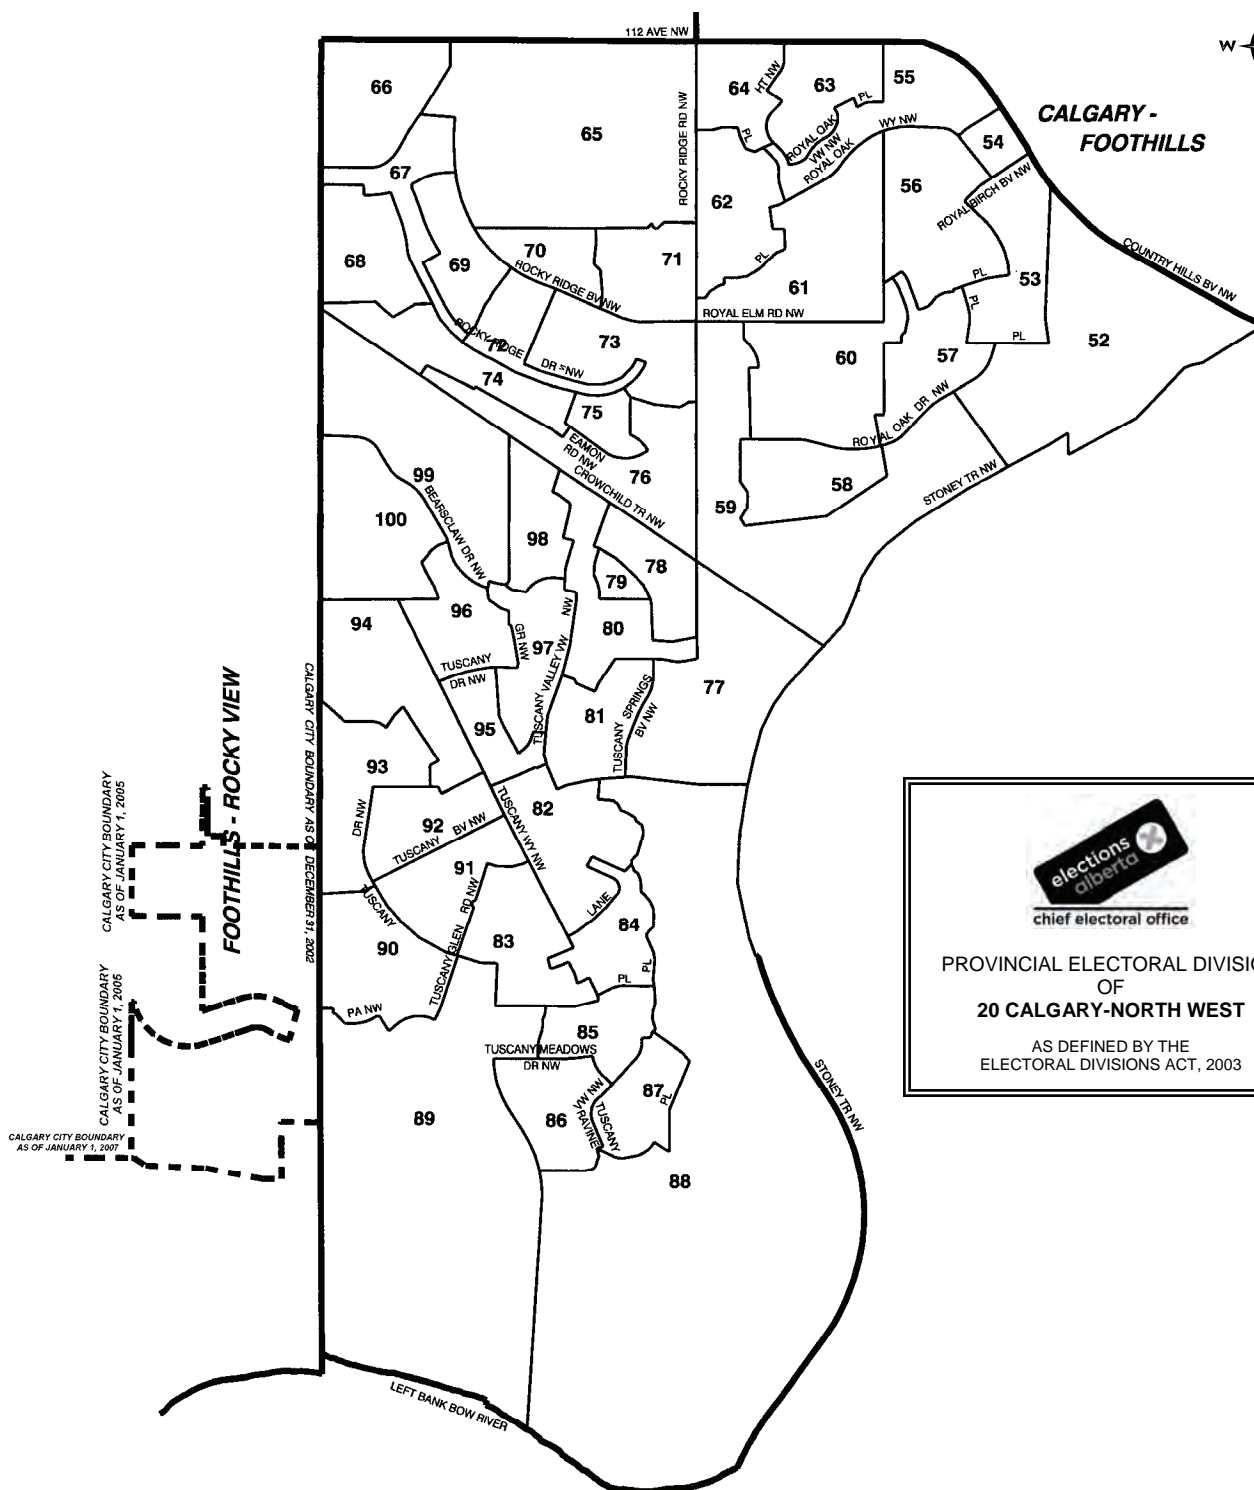 112 AVE NW
W
66
65
64
HT NW
63
55
PL
CALGARY -
FOOTHILLS
ROCKY RIDGE RD NW
PL
ROYAL OAK
VW NW
ROYAL OAK
WY NW
54
67
62
56
ROYAL BIRCH BV NW
68
69
70
71
PL
61
PL
53
COUNTRY HILLS BV NW
ROCKY RIDGE BV NW
ROYAL ELM RD NW
PL
PL
52
ROCKY RIDGE
72
73
DR NW
60
57
74
75
ROYAL OAK DR NW
EAMON
RD NW
76
CROWCHILD TR NW
99
100
BEARSCLAW DR NW
98
59
58
STONEY TR NW
78
79
96
NW
94
GR NW
97
80
TUSCANY
DR NW
TUSCANY VALLEY VW
77
95
81
TUSCANY SPRINGS
BV NW
CALGARY CITY BOUNDARY AS OF DECEMBER 31, 2002
FOOTHILLS - ROCKY VIEW
CALGARY CITY BOUNDARY
AS OF JANUARY 1, 2005
93
DR NW
92
TUSCANY BV NW
TUSCANY WY NW
82
91
TUSCANY
LANE
90
TUSCANY GLEN RD NW
83
84
PL
PL
PA NW
CALGARY CITY BOUNDARY
AS OF JANUARY 1, 2005
85
TUSCANY MEADOWS
DR NW
VW NW
RAVINE
TUSCANY
87
PL
86
89
88
STONEY TR NW
CALGARY CITY BOUNDARY
AS OF JANUARY 1, 2007
LEFT BANK BOW RIVER
elections
alberta
chief electoral office
PROVINCIAL ELECTORAL DIVISIO
OF
20 CALGARY-NORTH WEST
AS DEFINED BY THE
ELECTORAL DIVISIONS ACT, 2003